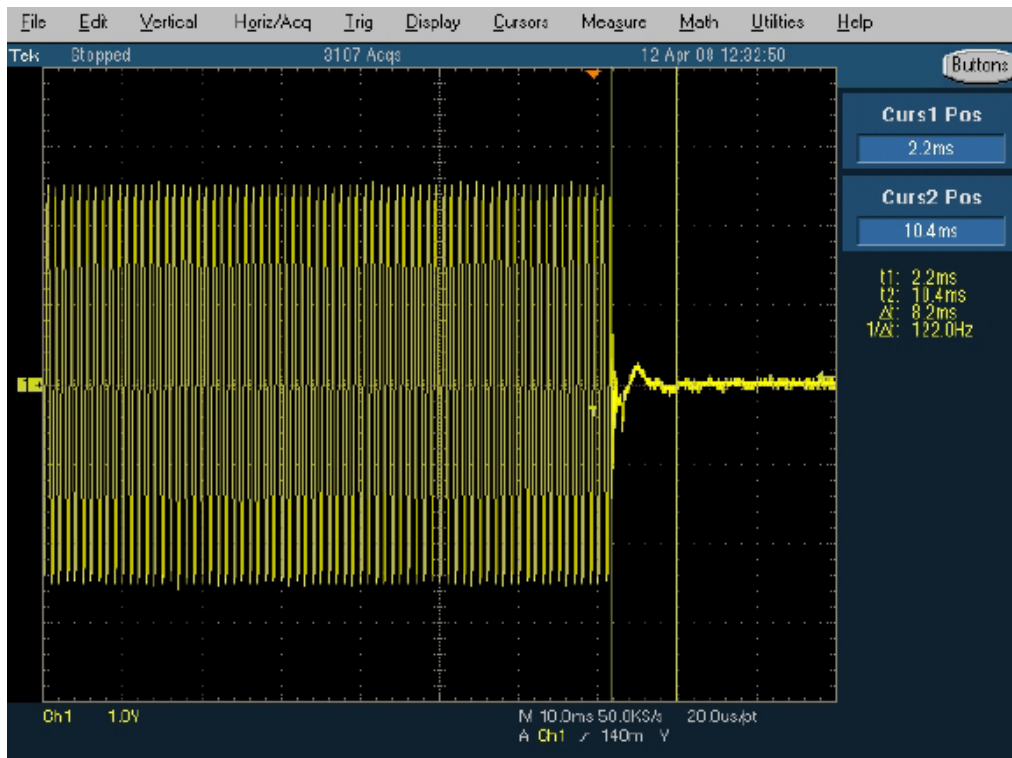 File Edit Vertical Horiz/Acq Trig Display Cursors Measure Math Utilities Help
Tek Stopped 3107 Acqs 12 Apr 08 12:32:50
Buttons
Curs1 Pos
2.2ms
Curs2 Pos
10.4ms
t1: 2.2ms
t2: 10.4ms
Δt: 8.2ms
1/Δt: 122.0Hz
1
Ch1 1.0V
M 10.0ms 50.0KS/s 20.0us/pt
A Ch1 140m V